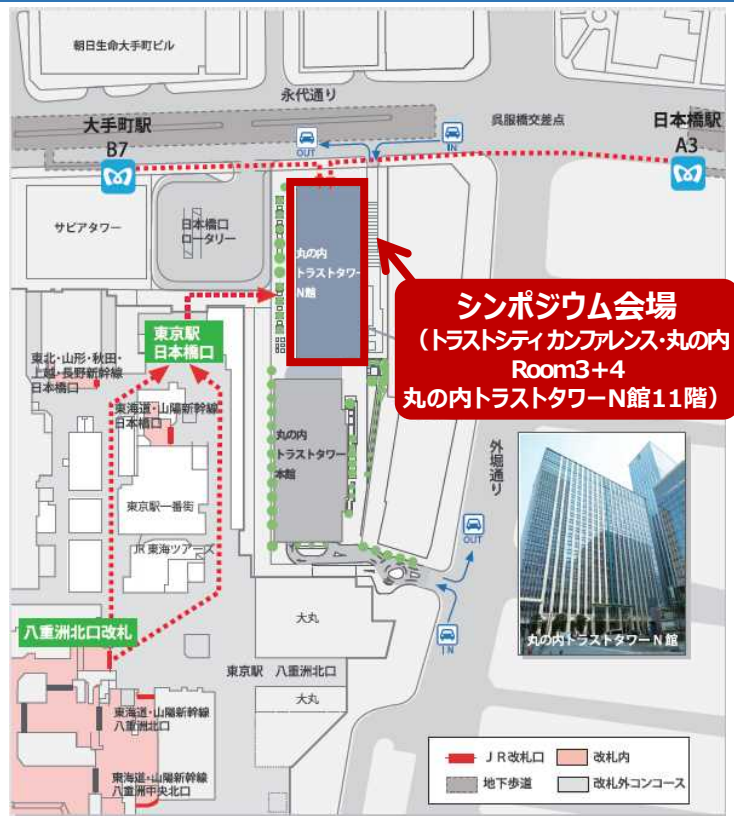 朝日生命大手町ビル
永代通り
大手町駅
B7
OUT
IN
呉服橋交差点
日本橋駅
A3
サピアタワー
日本橋口
ロータリー
丸の内
トラストタワー
N館
シンポジウム会場
（トラストシティ カンファレンス・丸の内
Room3+4
丸の内トラストタワーN館11階）
東京駅
日本橋口
東北・山形・秋田・
上越・長野新幹線
日本橋口
東海道・山陽新幹線
日本橋口
丸の内
トラストタワー
本館
外堀通り
東京駅一番街
JR東海ツアーズ
OUT
IN
丸の内トラストタワーN館
八重洲北口改札
大丸
東京駅 八重洲北口
大丸
東海道・山陽新幹線
八重洲北口
東海道・山陽新幹線
八重洲中央北口
JR改札口
改札内
地下歩道
改札外コンコース